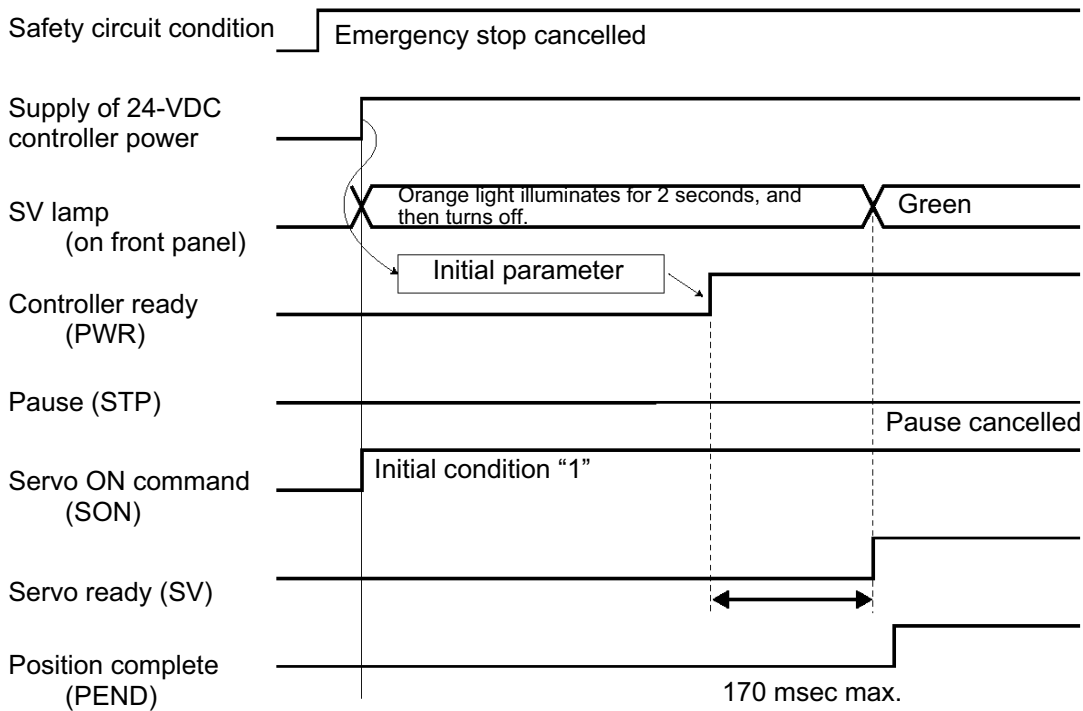 Safety circuit condition
Emergency stop cancelled
Supply of 24-VDC
controller power
SV lamp
(on front panel)
Orange light illuminates for 2 seconds, and
then turns off.
Green
Initial parameter
Controller ready
(PWR)
Pause (STP)
Pause cancelled
Servo ON command
(SON)
Initial condition “1”
Servo ready (SV)
Position complete
(PEND)
170 msec max.